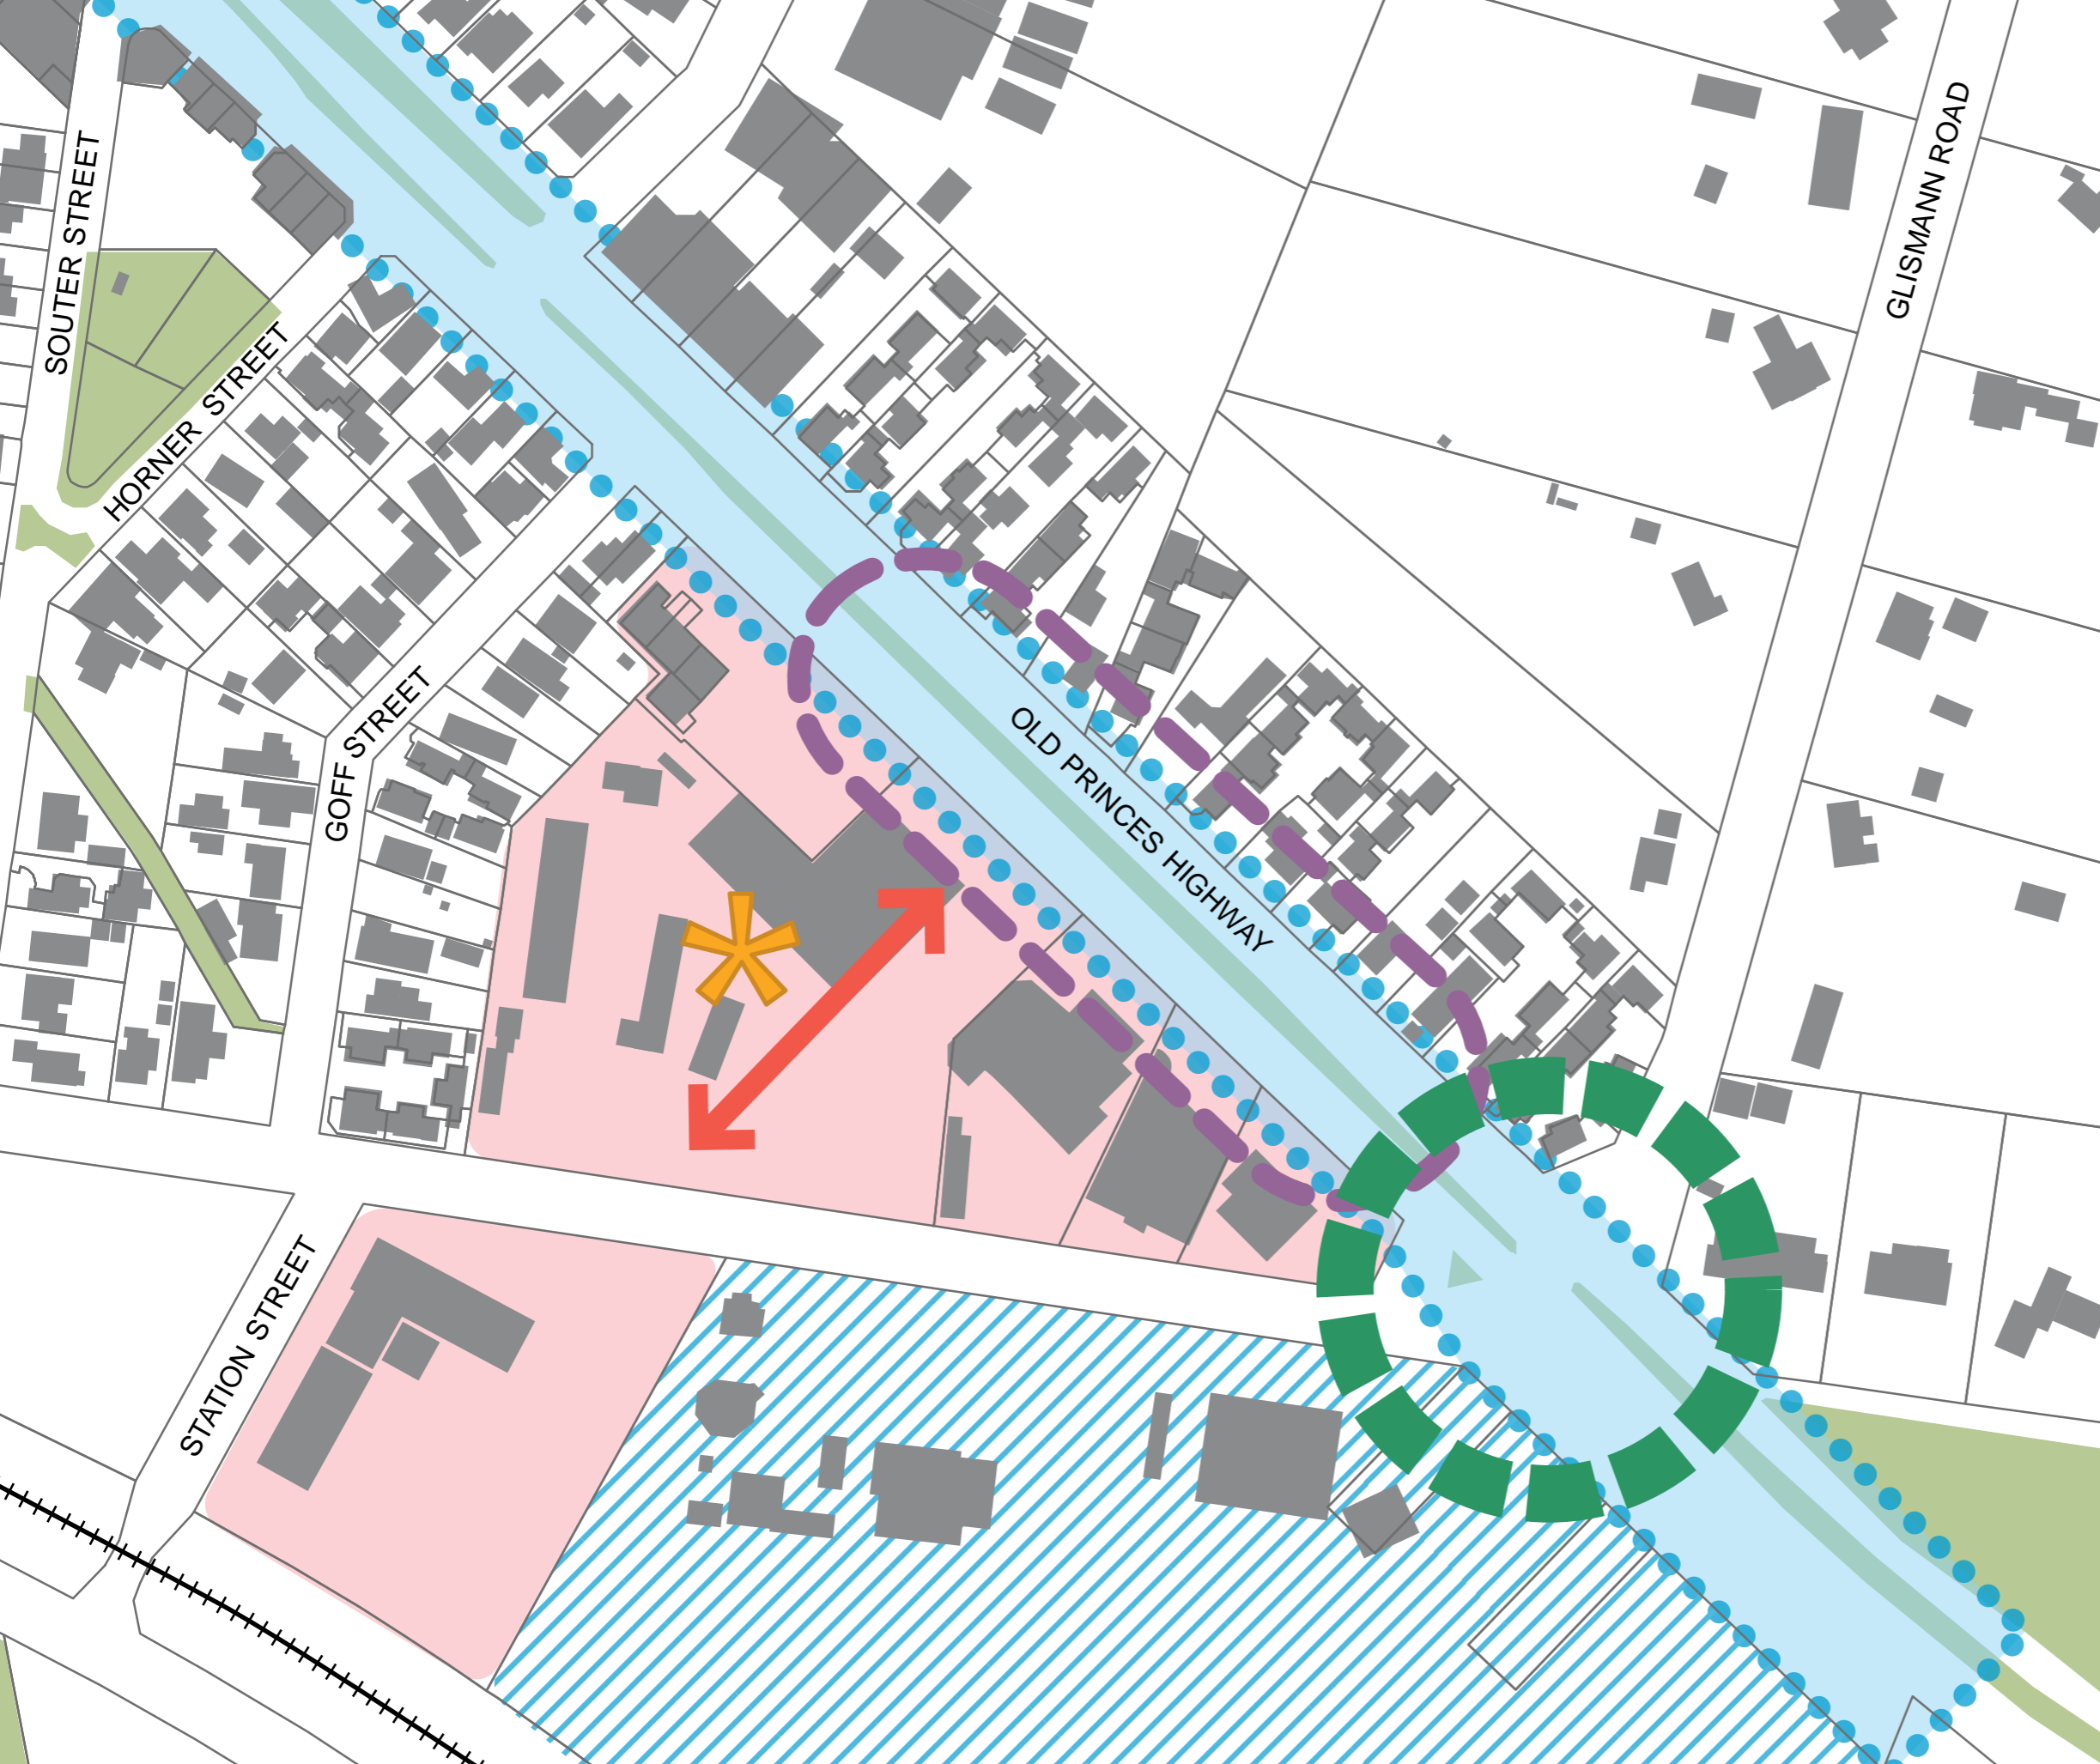 SOUTER STREET
GLISMANN ROAD
HORNER STREET
GOFF STREET
OLD PRINCES HIGHWAY
STATION STREET